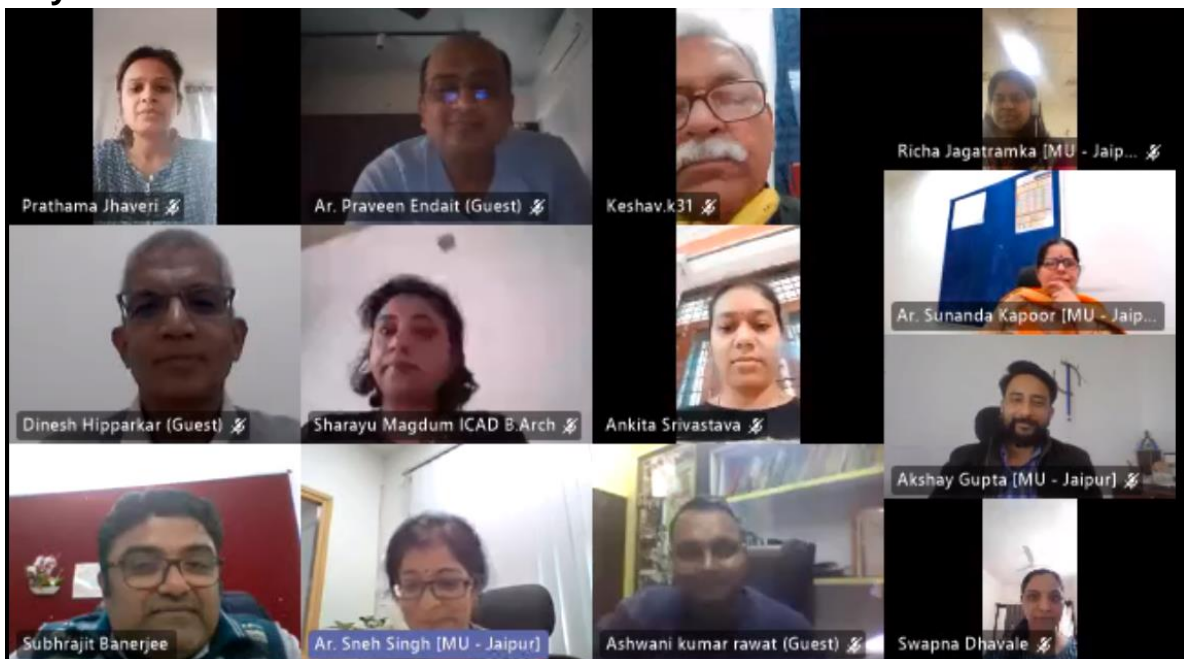 Prathama Jhaveri
Ar. Praveen Endait (Guest)
Keshav.k31
Richa Jagatramka [MU - Jaip...
Dinesh Hipparkar (Guest)
Sharayu Magdum ICAD B.Arch
Ankita Srivastava
Ar. Sunanda Kapoor [MU - Jaip...
Akshay Gupta [MU - Jaipur]
Subhrajit Banerjee
Ar. Sneh Singh [MU - Jaipur]
Ashwani kumar rawat (Guest)
Swapna Dhavale